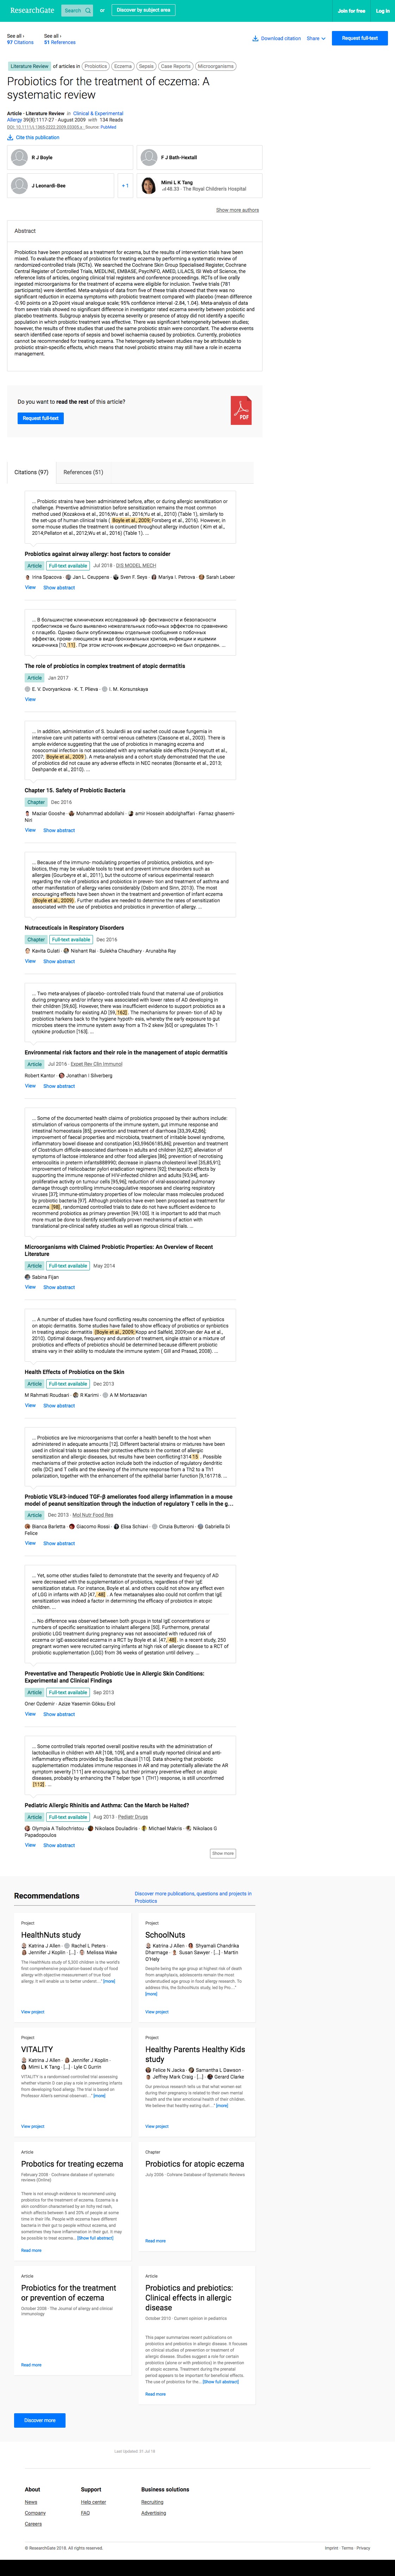 ResearchGate
Search
or
Discover by subject area
Join for free
Log in
See all ›
97 Citations
See all ›
51 References
Download citation
Share
Request full-text
Literature Review of articles in Probiotics Eczema Sepsis Case Reports Microorganisms
Probiotics for the treatment of eczema: A
systematic review
Article · Literature Review in Clinical & Experimental
Allergy 39(8):1117-27 · August 2009 with 134 Reads
Source: PubMed
Cite this publication
R J Boyle
F J Bath-Hextall
J Leonardi-Bee
+ 1
Mimi L K Tang
46.33 · The Royal Children's Hospital
Show more authors
Abstract
Probiotics have been proposed as a treatment for eczema, but the results of intervention trials have been
mixed. To evaluate the efficacy of probiotics for treating eczema by performing a systematic review of
randomized-controlled trials (RCTs). We searched the Cochrane Skin Group Specialised Register, Cochrane
Central Register of Controlled Trials, MEDLINE, EMBASE, PsycINFO, AMED, LILACS, ISI Web of Science, the
reference lists of articles, ongoing clinical trial registers and conference proceedings. RCTs of live orally
ingested microorganisms for the treatment of eczema were eligible for inclusion. Twelve trials (781
participants) were identified. Meta-analysis of data from five of these trials showed that there was no
significant reduction in eczema symptoms with probiotic treatment compared with placebo (mean difference
-0.90 points on a 20-point visual analogue scale; 95% confidence interval -2.84, 1.04). Meta-analysis of data
from seven trials showed no significant difference in investigator rated eczema severity between probiotic and
placebo treatments. Subgroup analysis by eczema severity or presence of atopy did not identify a specific
population in which probiotic treatment was effective. There was significant heterogeneity between studies;
however, the results of three studies that used the same probiotic strain were concordant. The adverse events
search identified case reports of sepsis and bowel ischaemia caused by probiotics. Currently, probiotics
cannot be recommended for treating eczema. The heterogeneity between studies may be attributable to
probiotic strain-specific effects, which means that novel probiotic strains may still have a role in eczema
management.
Do you want to read the rest of this article?
Request full-text
PDF
Citations (97)
References (51)
... Probiotic strains have been administered before, after, or during allergic sensitization or
challenge. Preventive administration before sensitization remains the most common
method used (Kozakova et al., 2016;Wu et al., 2016;Yu et al., 2010) (Table 1), similarly to
the set-ups of human clinical trials ( Boyle et al., 2009;Forsberg et al., 2016). However, in
mouse models, the treatment is continued throughout allergy induction ( Kim et al.,
2014;Pellaton et al., 2012;Wu et al., 2016) (Table 1). ...
Probiotics against airway allergy: host factors to consider
Article Full-text available Jul 2018 · DIS MODEL MECH
Irina Spacova · Jan L. Ceuppens · Sven F. Seys · Mariya I. Petrova · Sarah Lebeer
View Show abstract
... В большинстве клинических исследований эф- фективности и безопасности
пробиотиков не было выявлено нежелательных побочных эффектов по сравнению
с плацебо. Однако были опубликованы отдельные сообщения о побочных
эффектах, прояв- ляющихся в виде бронхиальных хрипов, инфекции, ишемии
кишечника [10,11]. При этом источник инфекции достоверно не был определен. ...
The role of probiotics in complex treatment of atopic dermatitis
Article Jan 2017
E. V. Dvoryankova · K. T. Plieva · I. M. Korsunskaya
View
... In addition, administration of S. boulardii as oral sachet could cause fungemia in
intensive care unit patients with venous catheters (Cassone et al., 2003). There is an
ample evidence suggesting that the use of probiotics in managing eczema and
nosocomial infection is not associated with any considerable effects (Honeycutt et al.,
2007; Boyle et al., 2009 ). A meta-analysis and a cohort study demonstrated that the use
of probiotics did not cause any adverse effects in NEC neonates (Bonsante et al., 2013;
Deshpande et al., 2010). ...
Chapter 15. Safety of Probiotic Bacteria
Chapter Dec 2016
Maziar Gooshe · Mohammad abdollahi · amir Hossein abdolghaffari · Farnaz ghasemi-
Niri
View Show abstract
... Because of the immuno- modulating properties of probiotics, prebiotics, and syn-
biotics, they may be valuable tools to treat and prevent immune disorders such as
allergies (Gourbeyre et al., 2011), but the epidemiological and experimental search
regarding the role of probiotics and probiotics in preventing the onset of asthma and
other manifestation of allergy varies considerably (Gibson and Sinno, 2013). The most
encouraging evidence of their efficacy is in the prevention and treatment of infant eczema
(Boyle et al., 2009) . Further studies are needed to determine the rates of sensitization
associated with the use of probiotics and prebiotics in prevention of allergy. ...
Nutraceuticals in Respiratory Disorders
Chapter Full-text available Dec 2016
Kavita Gulati · Nishant Rai · Sulekha Chaudhary · Arunabha Ray
View Show abstract
... Two meta-analyses of placebo- controlled trials found that maternal use of probiotics
during pregnancy and/or infancy was associated with lower rates of AD development in
their children [59,60]. However, there was insufficient evidence to support probiotics as a
treatment modality for existing AD [59,162]. The mechanisms for preven- tion of AD by
probiotics harkens back to the hygiene hypoth- esis, whereby the early exposure to gut
microbes steers the immune system away from a Th-2 skew [60] or upregulates Th- 1
cytokine production [163]. ...
Environmental risk factors and their role in the management of atopic dermatitis
Article Jul 2016 · Expet Rev Clin Immunol
Robert Kantor · Jonathan I Silverberg
View Show abstract
... Some of the documented health claims of probiotics proposed by their authors include:
stimulation of various components of the immune system, gut immune response and
intestinal homeostasis [85]; prevention and treatment of diarrhoea [33,39,42,86];
improvement of faecal properties and microbiota, treatment of irritable bowel syndrome,
inflammatory bowel disease and constipation [43,59606185,86]; prevention and treatment
of Clostridium difficile-associated diarrhoea in adults and children [62,87]; alleviation of
symptoms of lactose intolerance; reduced risk of neonatal necrotising
enterocolitis in preterm infants888990]; decrease in plasma cholesterol level [35,68,91];
treatment and prevention of allergy symptoms [92]; therapeutic effects by supporting the
immune system against viral infection in hepatitis and HIV infected children [93,94], anti-
proliferative effects on various types of cancer [95,96]; reduction of viral-associated pulmonary
damage through downregulated cytokine responses and clearing respiratory
viruses [37]; immune-stimulatory properties of low molecular mass molecules produced
by probiotic bacteria [97]. Although probiotics have been suggested as treatment for
eczema [98] , randomized controlled trials to date do not have sufficient evidence to
recommend probiotics as primary prevention [99,100]. It is important to add that much
more must be done to identify scientifically proven mechanisms of action with
translational pre-clinical and clinical studies, as well as rigorous clinical trials. ...
Microorganisms with Claimed Probiotic Properties: An Overview of Recent
Literature
Article Full-text available May 2014
Sabina Fijan
View Show abstract
... A number of studies have found conflicting results concerning the effect of synbiotics
on atopic dermatitis. Some studies have failed to show efficacy of probiotics or synbiotics
in treating atopic dermatitis (Boyle et al., 2009;Kopp and Salfeld, 2009;van der Aa et al.,
2010) . Optimal dosage, frequency and duration of treatment, and strain types of
probiotics and effects of prebiotics should be determined because different probiotic
strains vary in their ability to modulate the immune system ( Gill and Prasad, 2008). ...
Health Effects of Probiotics on the Skin
Article Full-text available Dec 2013
M Rahmati Roudsari · R Karimi · A M Mortazavian
View Show abstract
... Probiotics are live microorganisms that confer a health benefit to the host when
administered in adequate amounts [12]. Different bacterial strains or mixtures have been
used in clinical trials to assess their protective effects in the field of allergic
sensitization and allergic diseases, but results have been conflicting1314 15 . Possible
mechanisms of the protective action include both the induction of regulatory dendritic
cells (DC) and T cells and the switch of the immune response from a Th2 to a Th1
pattern, together with the enhancement of the epithelial barrier function [9,161718. ...
Probiotic VSL#3-induced TGF-β ameliorates food allergy inflammation in a mouse
model of peanut sensitization through the induction of regulatory T cells in the g...
Article Dec 2013 · Mol Nutr Food Res
Bianca Barletta · Giacomo Rossi · Elisa Schiavi · Cinzia Butteroni · Gabriella Di
Felice
View Show abstract
... Yet, some other studies failed to demonstrate that the severity and frequency of AD
were decreased with the supplementation of probiotics, regardless of their IgE
sensitization status. For instance, Boyle et al. and others could not show any effect even
of LGG in infants with AD [47, 48] . A few metaanalyses also could not confirm that IgE
sensitization was indeed a factor in determining the efficacy of probiotics in atopic
children. ...
... No difference was observed between both groups in total IgE concentrations or
numbers of specific sensitization to inhalant allergens [50]. Furthermore, prenatal
probiotic LGG treatment during pregnancy was unrelated with reduced risk of
eczema or IgE-associated eczema in a RCT by Boyle et al. [47, 48] . In a recent study, 250
pregnant women were recruited carrying infants at high risk of allergic disease to a RCT of
probiotic supplementation (LGG) from 36 weeks of gestation until delivery. ...
Preventative and Therapeutic Probiotic Use in Allergic Skin Conditions:
Experimental and Clinical Findings
Article Full-text available Sep 2013
Oner Ozdemir · Azize Yasemin Göksu Erol
View Show abstract
... Some controlled trials reported overall positive results with the administration of
lactobacillus in children with AR [108, 109], and a small study reported clinical and anti-
inflammatory effects provided by Bacillus clausii [110]. Data showing that probiotic
supplementation modulates immune responses in AR and may potentially alleviate the AR
symptom severity [111] are encouraging, but their primary preventive effect on atopic
diseases, probably by enhancing the T helper type 1 (TH1) response, is still unconfirmed
[112]. ...
Pediatric Allergic Rhinitis and Asthma: Can the March be Halted?
Article Full-text available Aug 2013 · Pediatr Drugs
Olympia A Tsilochristou · Nikolaos Douladiris · Michael Makris · Nikolaos G
Papadopoulos
View Show abstract
Show more
Recommendations
Discover more publications, questions and projects in
Probiotics
Project
HealthNuts study
Katrina J Allen · Rachel L Peters ·
Jennifer J Koplin · [...] · Melissa Wake
The HealthNuts study of 5,300 children is the worlds
first comprehensive population-based study of food
allergy with objective measurement of true food
allergy. It will enable us to better underst..." [more]
View project
Project
SchoolNuts
Katrina J Allen · Shyamali Chandrika
Dharmage · Susan Sawyer · [...] · Martin
O'Hely
Despite being the age group at highest risk of death from
food-induced anaphylaxis, not much is understood
about adolescents' food allergy needs. To
address this, the SchoolNuts study, led by Pro..."
[more]
View project
Project
VITALITY
Katrina J Allen · Jennifer J Koplin ·
Mimi L K Tang · [...] · Lyle C Gurrin
VITALITY is a randomised controlled trial assessing
whether vitamin D can play a role in preventing infants
from developing food allergy. The trial is based on
Professor Allen's seminal observati..." [more]
View project
Project
Healthy Parents Healthy Kids
study
Felice N Jacka · Samantha L Dawson ·
Jeffrey Mark Craig · [...] · Gerard Clarke
Our previous research tells us that what women eat
during their pregnancy is related to their own mental
health and the later emotional health of their children.
We believe that healthy eating dur..." [more]
View project
Article
Probotics for treating eczema
February 2008 · Cochrane database of systematic
reviews (Online)
There is not enough evidence to recommend using
probiotics for the treatment of eczema. Eczema is a
skin condition characterised by an itchy red rash,
which affects between 5 and 20% of people at some
time in their life. People with eczema have different
bacteria in their gut to people without eczema, and
sometimes have inflammation in their gut. It may
be possible to treat eczema... [Show full abstract]
Read more
Chapter
Probiotics for atopic eczema
July 2006 · Cohrane Database of Systematic Reviews
Read more
Article
Probiotics for the treatment
or prevention of eczema
October 2008 · The Journal of allergy and clinical
immunology
Read more
Article
Probiotics and prebiotics:
Clinical effects in allergic
disease
October 2010 · Current opinion in pediatrics
This paper summarizes recent publications on
probiotics and prebiotics in allergic disease. It focuses
on clinical studies of prevention or treatment of
allergic disease. Studies suggest a role for certain
probiotics (alone or with prebiotics) in the prevention
of atopic eczema. Treatment during the prenatal
period appears to be important for beneficial effects.
The use of probiotics for the... [Show full abstract]
Read more
Discover more
Last Updated: 31 Jul 18
About
News
Company
Careers
Support
Help center
FAQ
Business solutions
Recruiting
Advertising
© ResearchGate 2018. All rights reserved.
Imprint · Terms · Privacy